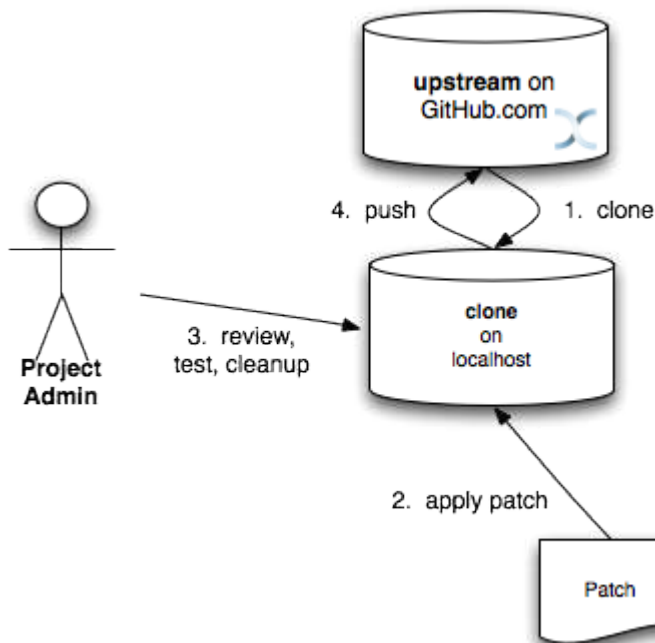 upstream on
GitHub.com
4. push
1. clone
clone
on
localhost
3. review,
test, cleanup
Project
Admin
2. apply patch
Patch